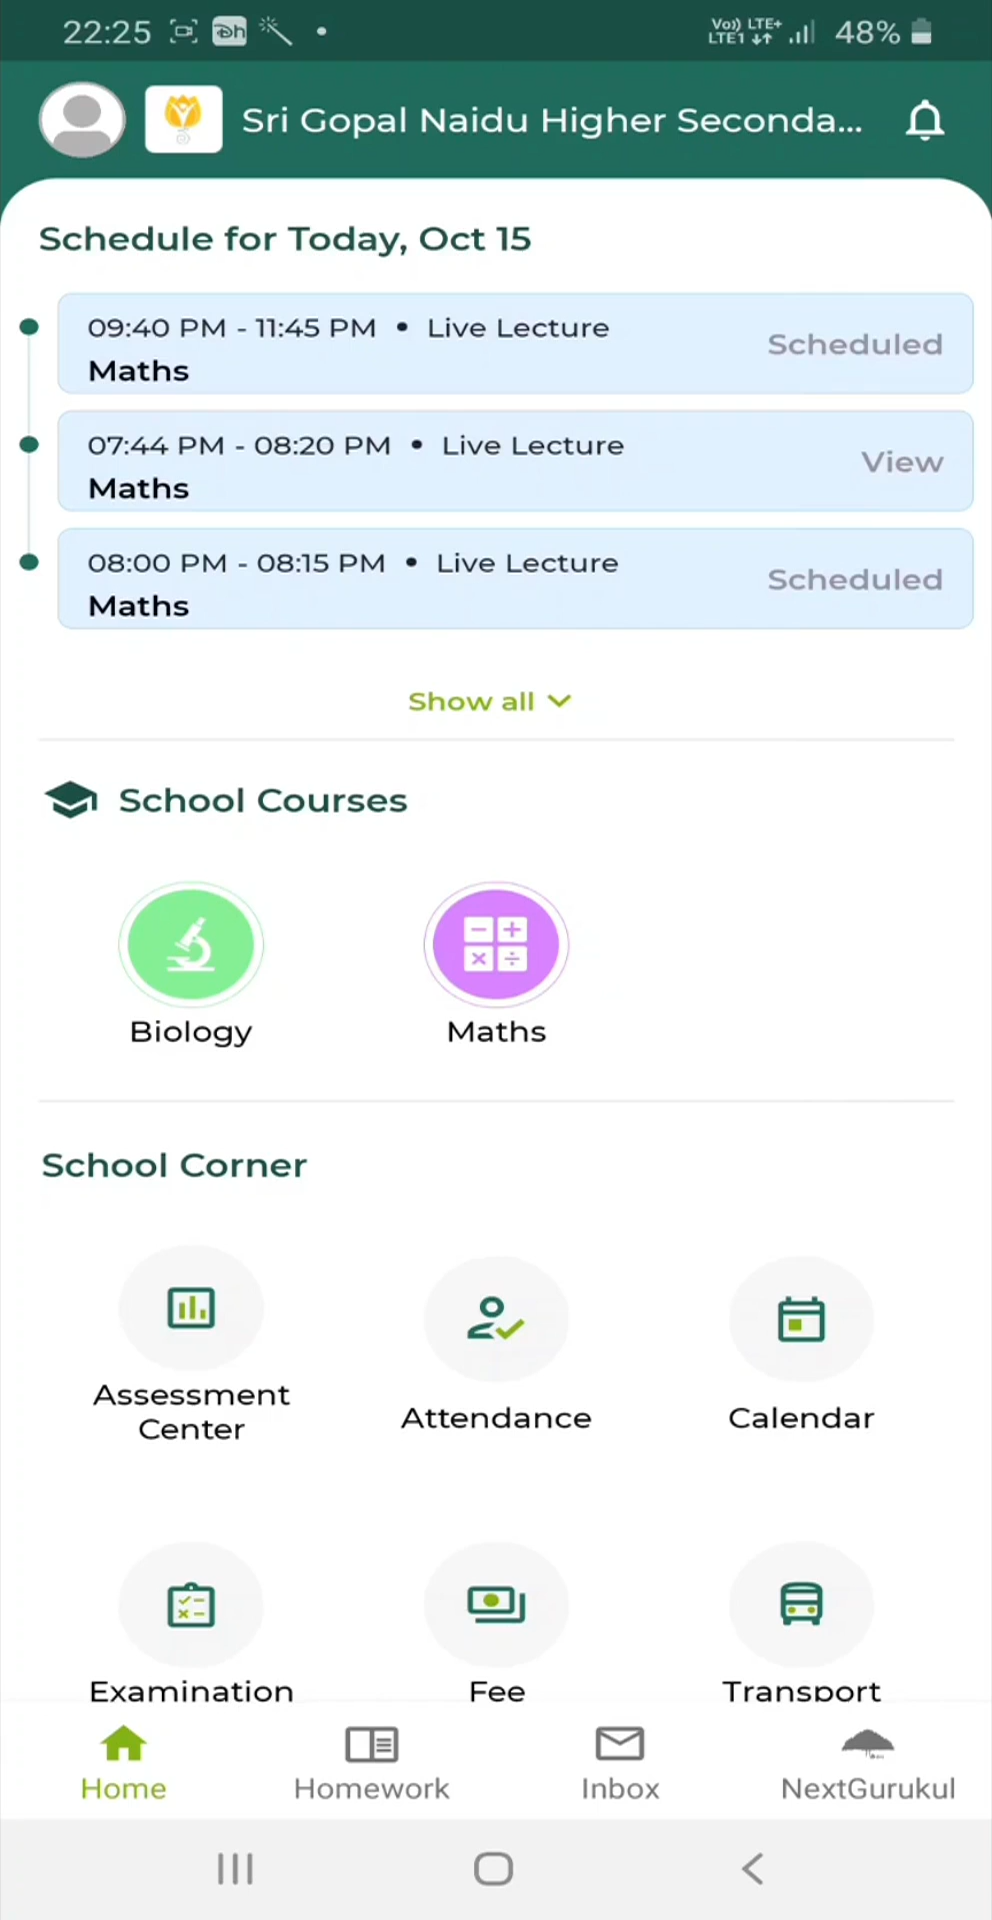 22:25
Vo)) LTE+
LTE1
48%
Sri Gopal Naidu Higher Seconda...
Schedule for Today, Oct 15
09:40 PM - 11:45 PM • Live Lecture
Scheduled
Maths
07:44 PM - 08:20 PM • Live Lecture
View
Maths
08:00 PM - 08:15 PM • Live Lecture
Scheduled
Maths
Show all
School Courses
Biology
Maths
School Corner
Assessment
Center
Attendance
Calendar
Examination
Fee
Transport
Home
Homework
Inbox
NextGurukul